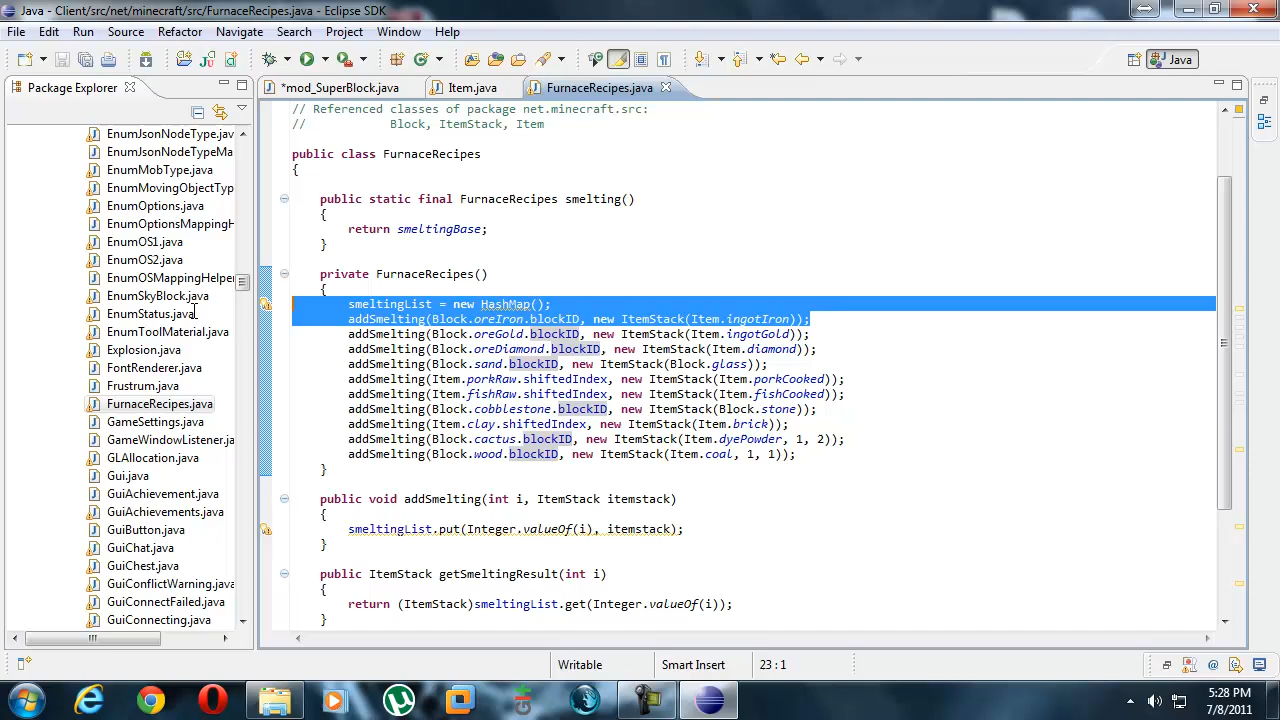 Java - Client/src/net/minecraft/src/FurnaceRecipes.java - Eclipse SDK
File Edit Run Source Refactor Navigate Search Project Window Help
Java
Package Explorer
*mod_SuperBlock.java Item.java FurnaceRecipes.java
EnumJsonNodeType.jav
EnumJsonNodeTypeMa
EnumMobType.java
EnumMovingObjectTyp
EnumOptions.java
EnumOptionsMappingH
EnumOS1.java
EnumOS2.java
EnumOSMappingHelper
EnumSkyBlock.java
EnumStatus.java
EnumToolMaterial.java
Explosion.java
FontRenderer.java
Frustrum.java
FurnaceRecipes.java
GameSettings.java
GameWindowListener.ja
GLAllocation.java
Gui.java
GuiAchievement.java
GuiAchievements.java
GuiButton.java
GuiChat.java
GuiChest.java
GuiConflictWarning.java
GuiConnectFailed.java
GuiConnecting.java
// Referenced classes of package net.minecraft.src:
// Block, ItemStack, Item
public class FurnaceRecipes
{
public static final FurnaceRecipes smelting()
{
return smeltingBase;
}
private FurnaceRecipes()
{
smeltingList = new HashMap();
addSmelting(Block.oreIron.blockID, new ItemStack(Item.ingotIron));
addSmelting(Block.oreGold.blockID, new ItemStack(Item.ingotGold));
addSmelting(Block.oreDiamond.blockID, new ItemStack(Item.diamond));
addSmelting(Block.sand.blockID, new ItemStack(Block.glass));
addSmelting(Item.porkRaw.shiftedIndex, new ItemStack(Item.porkCooked));
addSmelting(Item.fishRaw.shiftedIndex, new ItemStack(Item.fishCooked));
addSmelting(Block.cobblestone.blockID, new ItemStack(Block.stone));
addSmelting(Item.clay.shiftedIndex, new ItemStack(Item.brick));
addSmelting(Block.cactus.blockID, new ItemStack(Item.dyePowder, 1, 2));
addSmelting(Block.wood.blockID, new ItemStack(Item.coal, 1, 1));
}
public void addSmelting(int i, ItemStack itemstack)
{
smeltingList.put(Integer.valueOf(i), itemstack);
}
public ItemStack getSmeltingResult(int i)
{
return (ItemStack)smeltingList.get(Integer.valueOf(i));
}
Writable Smart Insert 23 : 1
5:28 PM
7/8/2011